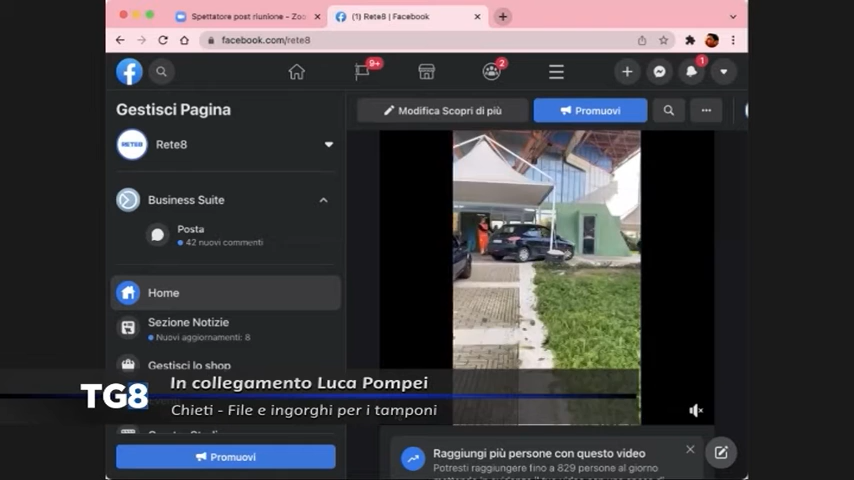 Spettatore post riunione - Zoo
(1) Rete8 | Facebook
facebook.com/rete8
9+
2
1
Gestisci Pagina
Modifica Scopri di più
Promuovi
RETE8
Rete8
Business Suite
Posta
42 nuovi commenti
Home
Sezione Notizie
Nuovi aggiornamenti: 8
Gestisci lo shop
TG8
In collegamento Luca Pompei
Chieti - File e ingorghi per i tamponi
Promuovi
Raggiungi più persone con questo video
Potresti raggiungere fino a 829 persone al giorno